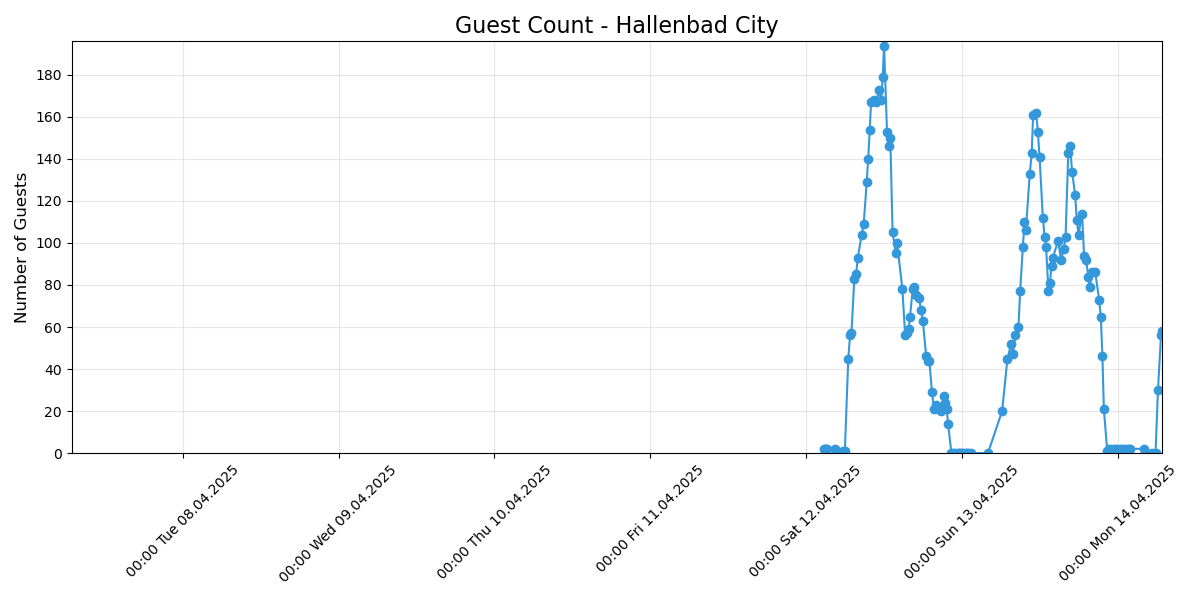 Guest Count - Hallenbad City
Number of Guests
180
160
140
120
100
80
60
40
20
0
00:00 Tue 08.04.2025
00:00 Wed 09.04.2025
00:00 Thu 10.04.2025
00:00 Fri 11.04.2025
00:00 Sat 12.04.2025
00:00 Sun 13.04.2025
00:00 Mon 14.04.2025